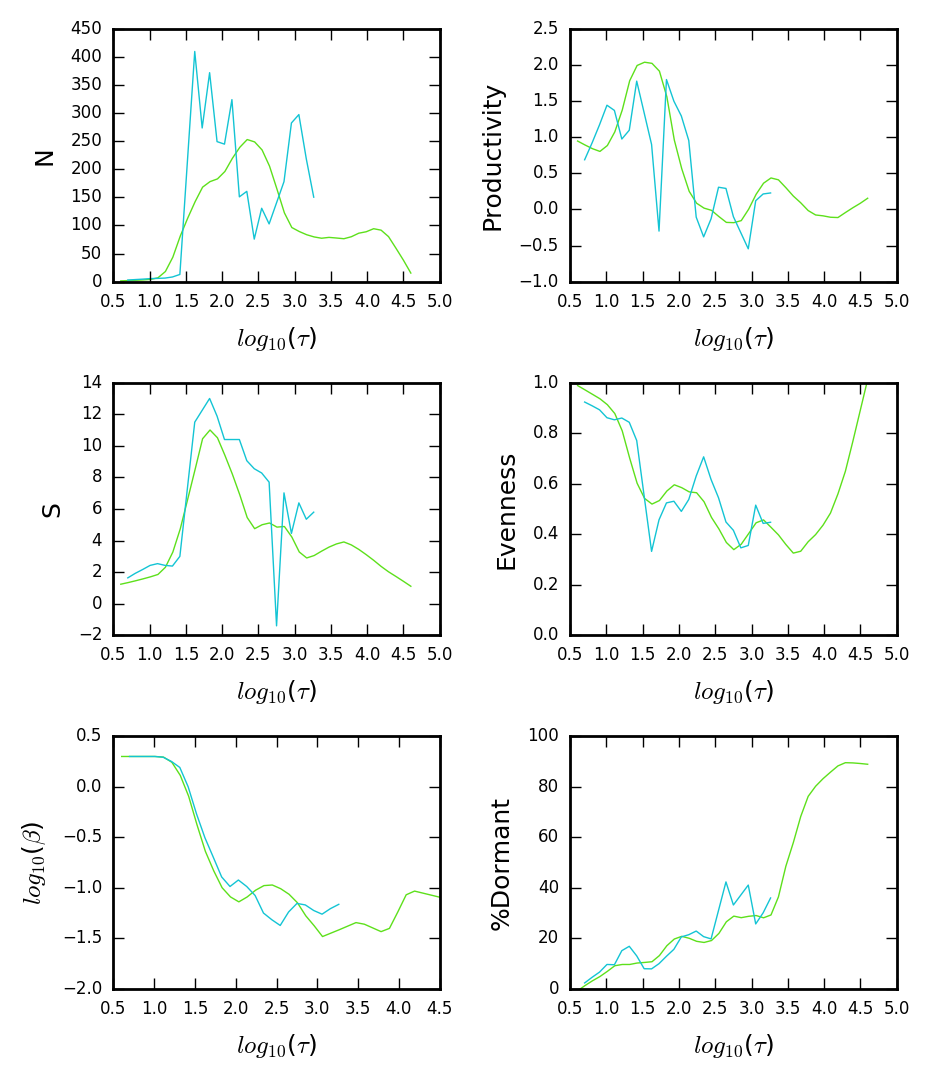 450
400
350
300
250
200
150
100
50
0
N
0.5 1.0 1.5 2.0 2.5 3.0 3.5 4.0 4.5 5.0
log₁₀(τ)
2.5
2.0
1.5
1.0
0.5
0.0
−0.5
−1.0
Productivity
0.5 1.0 1.5 2.0 2.5 3.0 3.5 4.0 4.5 5.0
log₁₀(τ)
14
12
10
8
6
4
2
0
−2
S
0.5 1.0 1.5 2.0 2.5 3.0 3.5 4.0 4.5 5.0
log₁₀(τ)
1.0
0.8
0.6
0.4
0.2
0.0
Evenness
0.5 1.0 1.5 2.0 2.5 3.0 3.5 4.0 4.5 5.0
log₁₀(τ)
0.5
0.0
−0.5
−1.0
−1.5
−2.0
log₁₀(β)
0.5 1.0 1.5 2.0 2.5 3.0 3.5 4.0 4.5
log₁₀(τ)
100
80
60
40
20
0
%Dormant
0.5 1.0 1.5 2.0 2.5 3.0 3.5 4.0 4.5 5.0
log₁₀(τ)